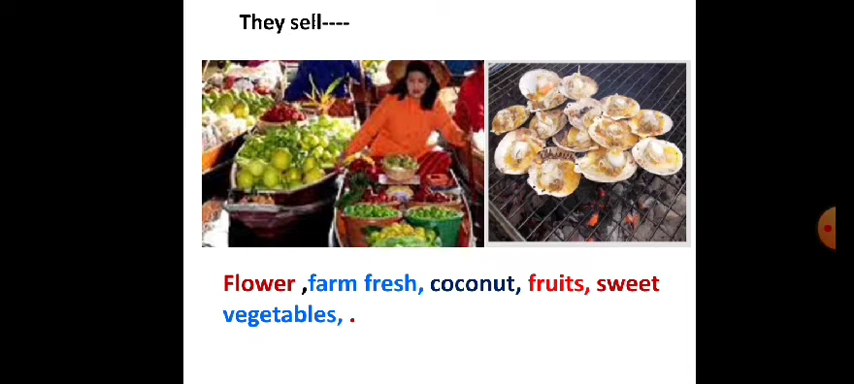 They sell----
Flower ,farm fresh, coconut, fruits, sweet
vegetables, .